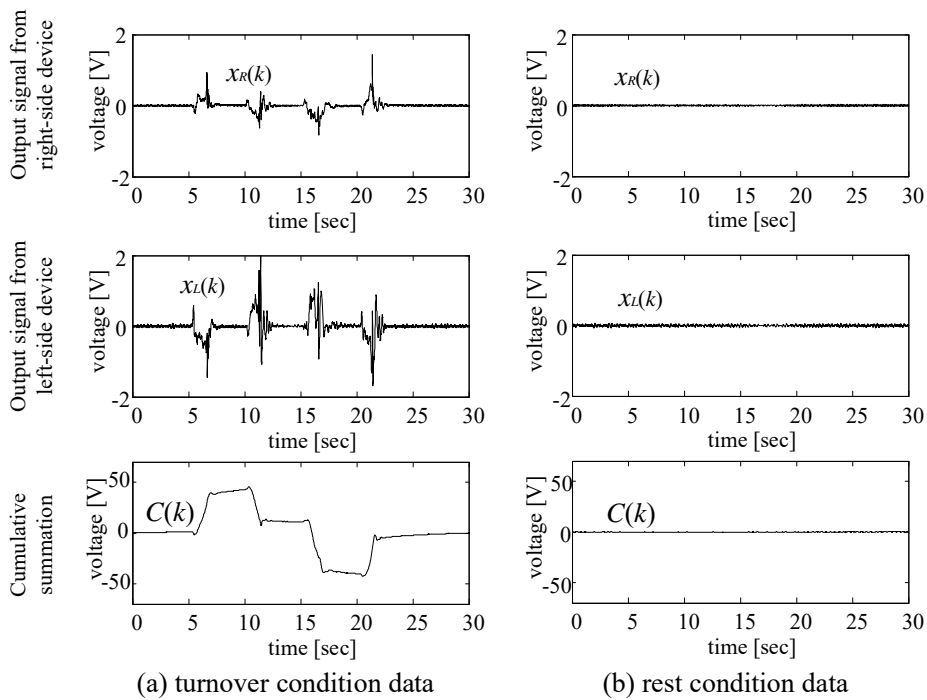 Output signal from
right-side device
voltage [V]
2
0
-2
x_R(k)
0 5 10 15 20 25 30
time [sec]
voltage [V]
2
0
-2
x_R(k)
0 5 10 15 20 25 30
time [sec]
Output signal from
left-side device
voltage [V]
2
0
-2
x_L(k)
0 5 10 15 20 25 30
time [sec]
voltage [V]
2
0
-2
x_L(k)
0 5 10 15 20 25 30
time [sec]
Cumulative
summation
voltage [V]
50
0
-50
C(k)
0 5 10 15 20 25 30
time [sec]
voltage [V]
50
0
-50
C(k)
0 5 10 15 20 25 30
time [sec]
(a) turnover condition data
(b) rest condition data